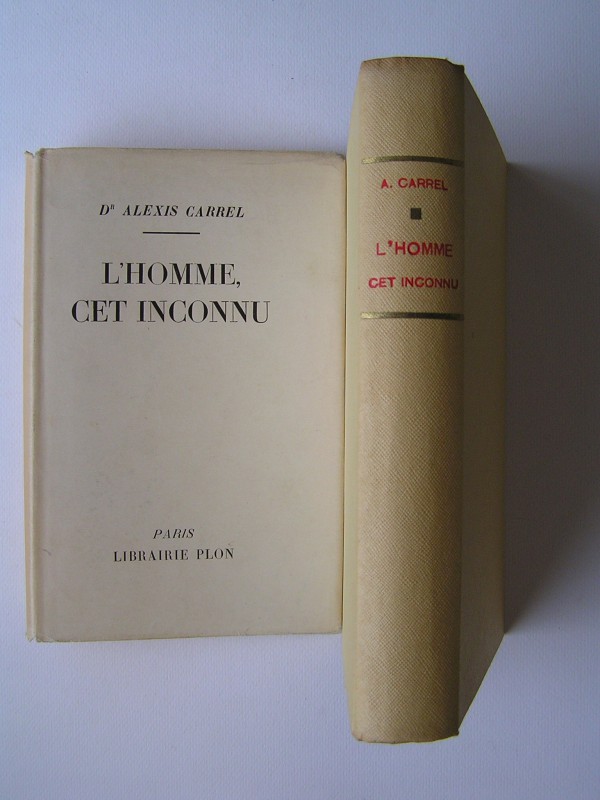 Dʳ ALEXIS CARREL
L'HOMME,
CET INCONNU
PARIS
LIBRAIRIE PLON
A. CARREL
L'HOMME
CET INCONNU